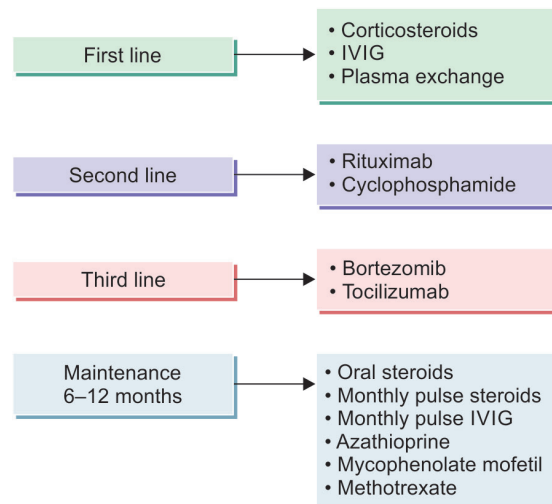 First line
• Corticosteroids
• IVIG
• Plasma exchange
Second line
• Rituximab
• Cyclophosphamide
Third line
• Bortezomib
• Tocilizumab
Maintenance
6–12 months
• Oral steroids
• Monthly pulse steroids
• Monthly pulse IVIG
• Azathioprine
• Mycophenolate mofetil
• Methotrexate